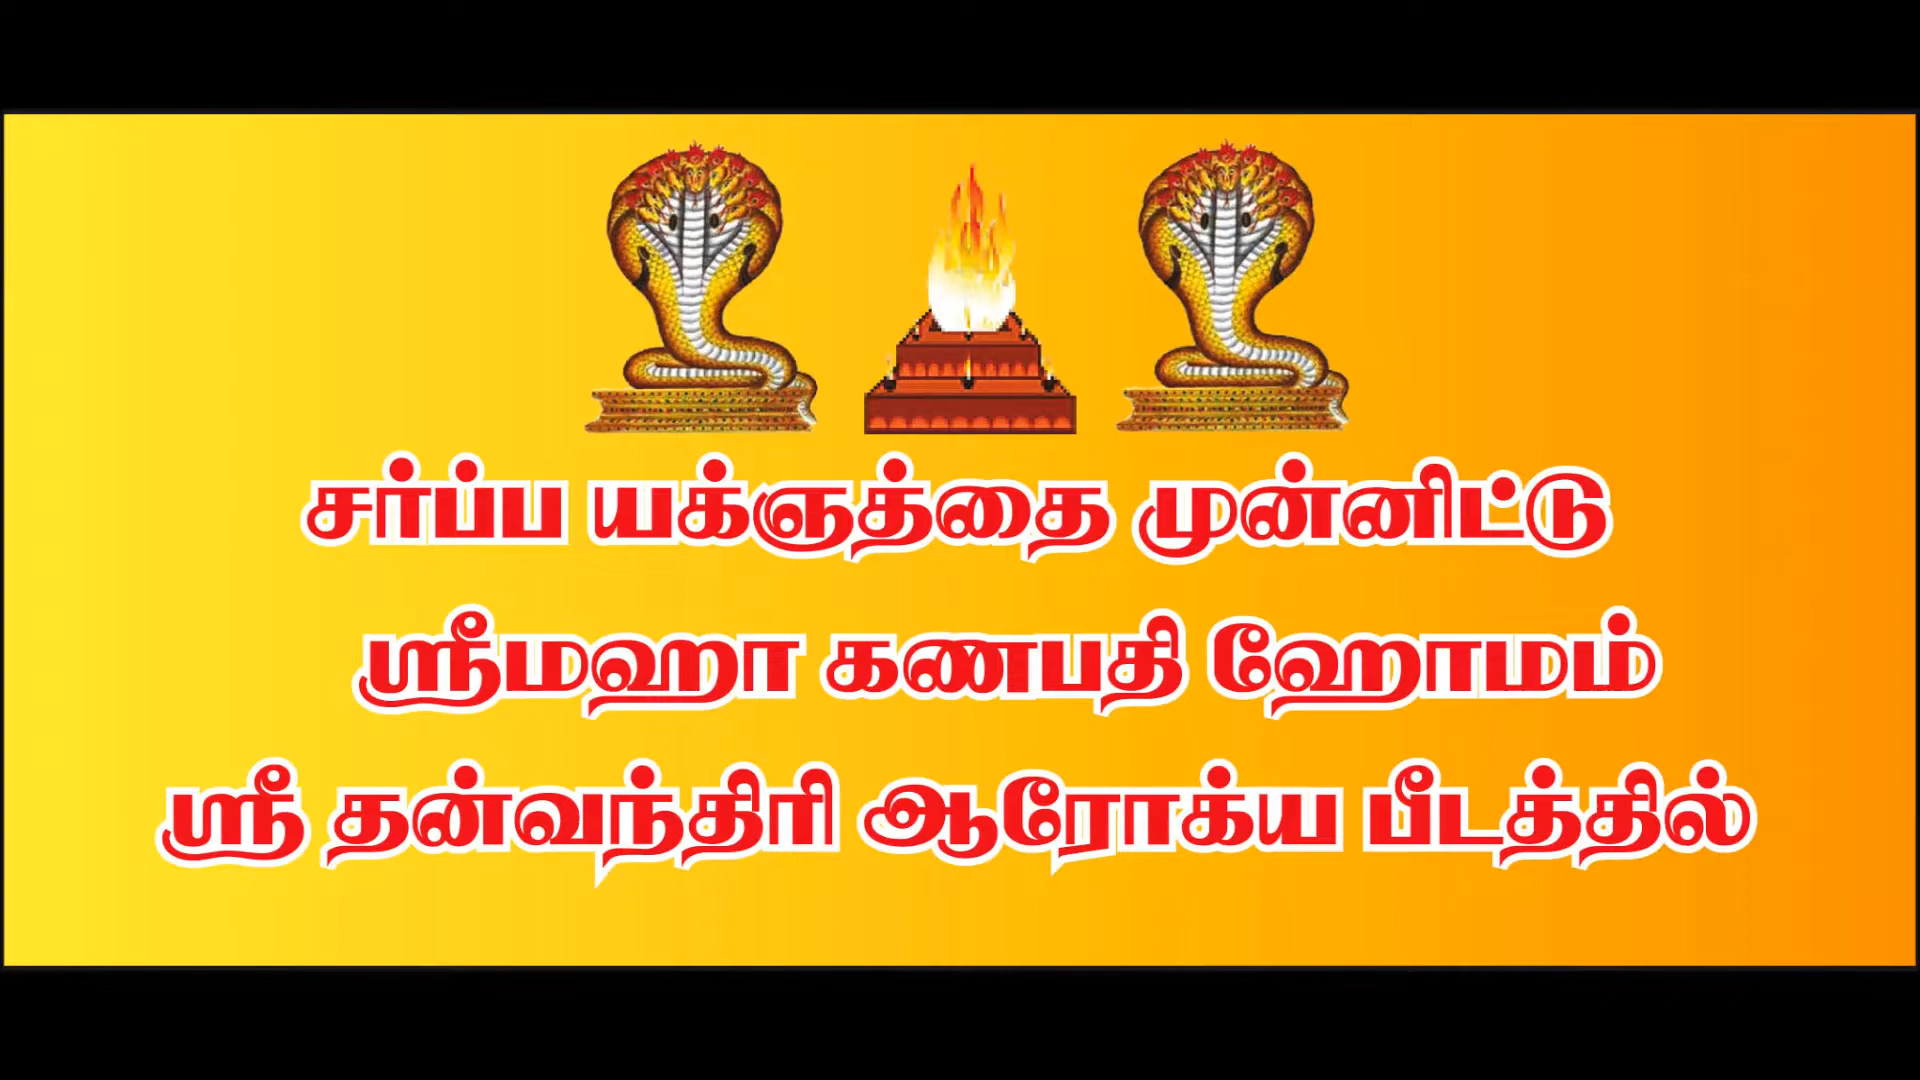 சர்ப்ப யக்ஞத்தை முன்னிட்டு
ஸ்ரீமஹா கணபதி ஹோமம்
ஸ்ரீ தன்வந்திரி ஆரோக்ய பீடத்தில்